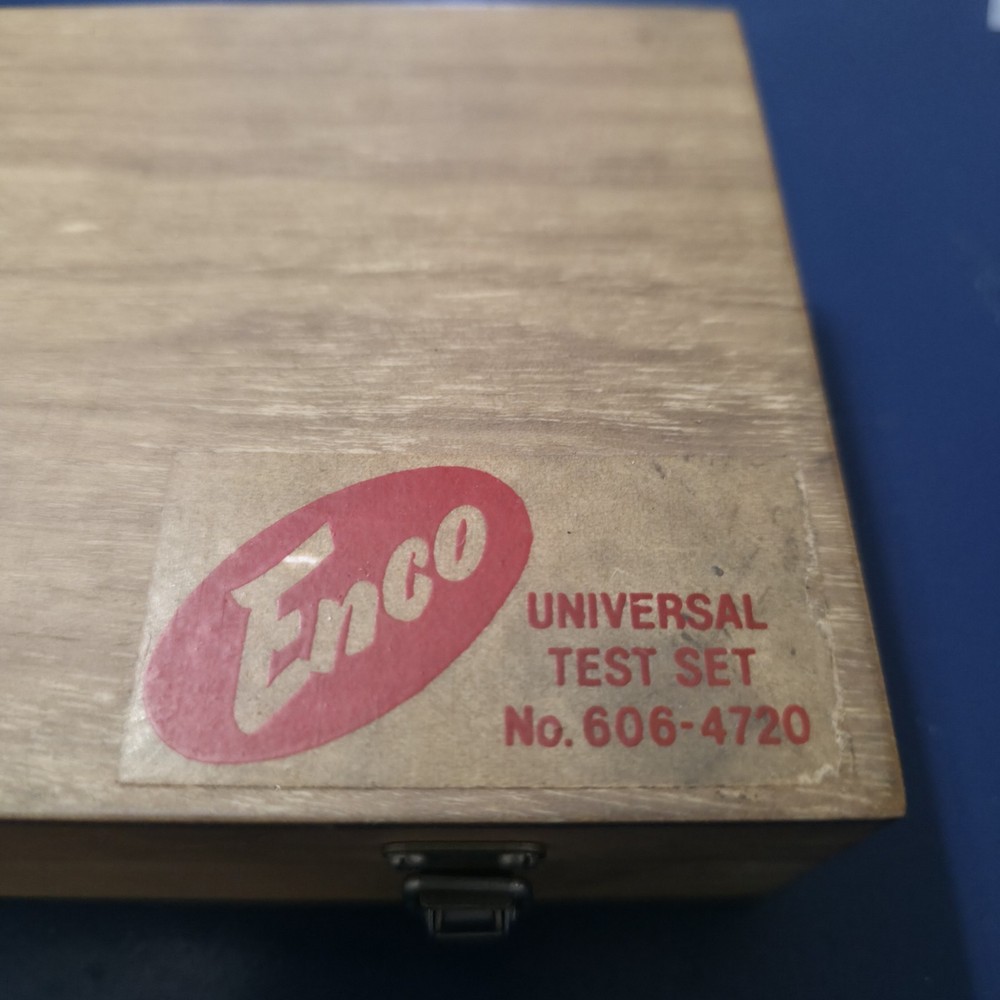 Enco
UNIVERSAL
TEST SET
No. 606-4720